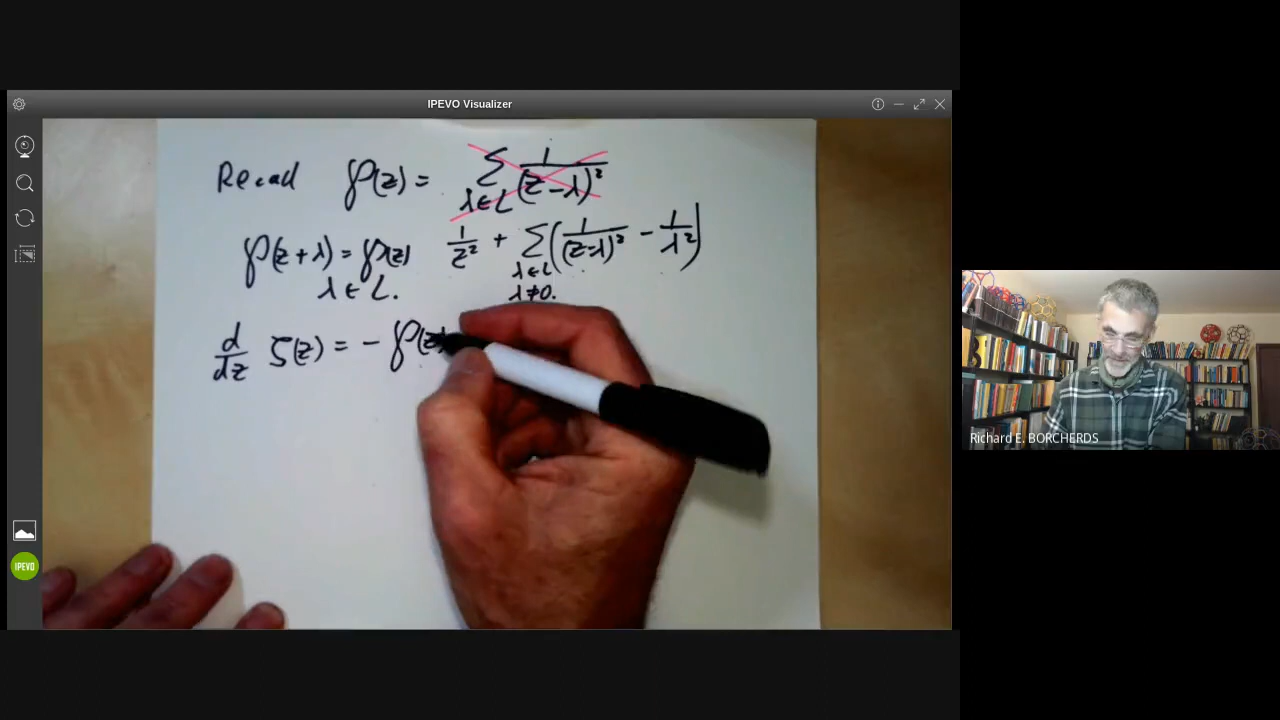 IPEVO Visualizer
Recall ℘(z) = Σ_{λ∈L} 1/(z-λ)²
℘(z+λ) = ℘(z) 1/z² + Σ_{λ∈L λ≠0.} (1/(z-λ)² - 1/λ²)
λ ∈ L.
d/dz ζ(z) = - ℘(z)
IPEVO
Richard E. BORCHERDS